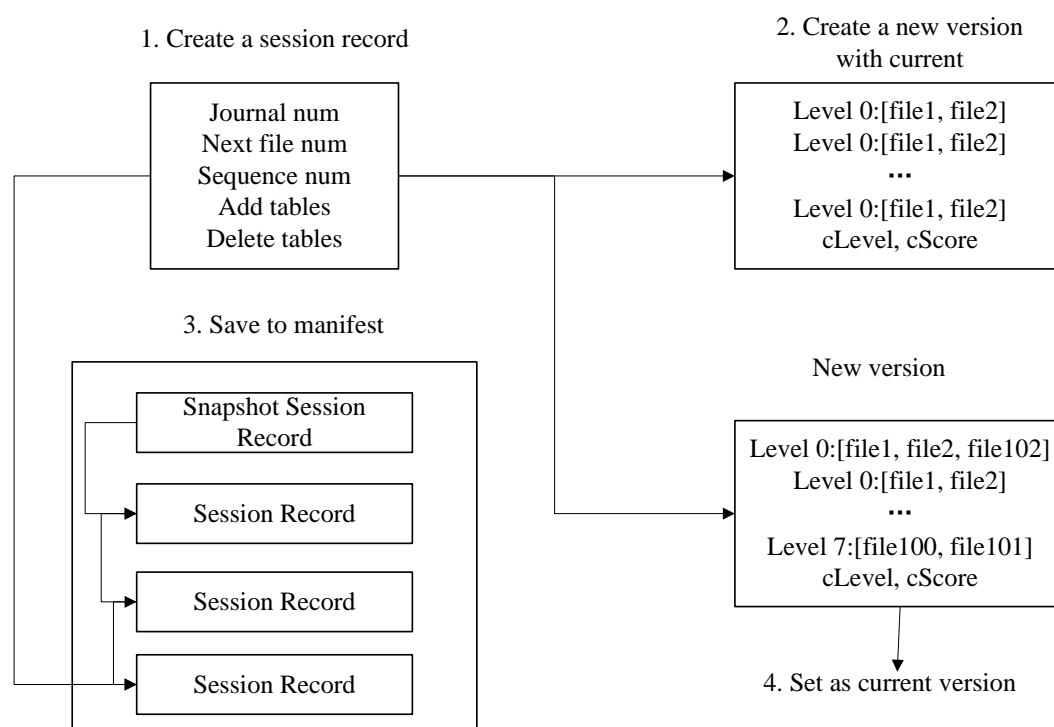 1. Create a session record
Journal num
Next file num
Sequence num
Add tables
Delete tables
2. Create a new version
with current
Level 0:[file1, file2]
Level 0:[file1, file2]
...
Level 0:[file1, file2]
cLevel, cScore
3. Save to manifest
Snapshot Session
Record
Session Record
Session Record
Session Record
New version
Level 0:[file1, file2, file102]
Level 0:[file1, file2]
...
Level 7:[file100, file101]
cLevel, cScore
4. Set as current version